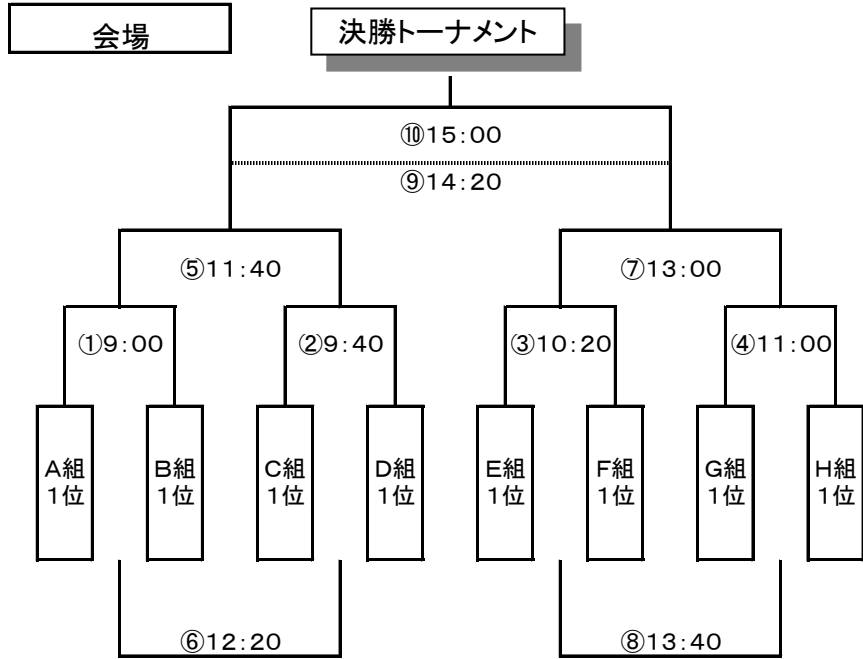 会場
決勝トーナメント
⑩15:00
⑨14:20
⑤11:40
⑦13:00
①9:00
②9:40
③10:20
④11:00
A組
1位
B組
1位
C組
1位
D組
1位
E組
1位
F組
1位
G組
1位
H組
1位
⑥12:20
⑧13:40